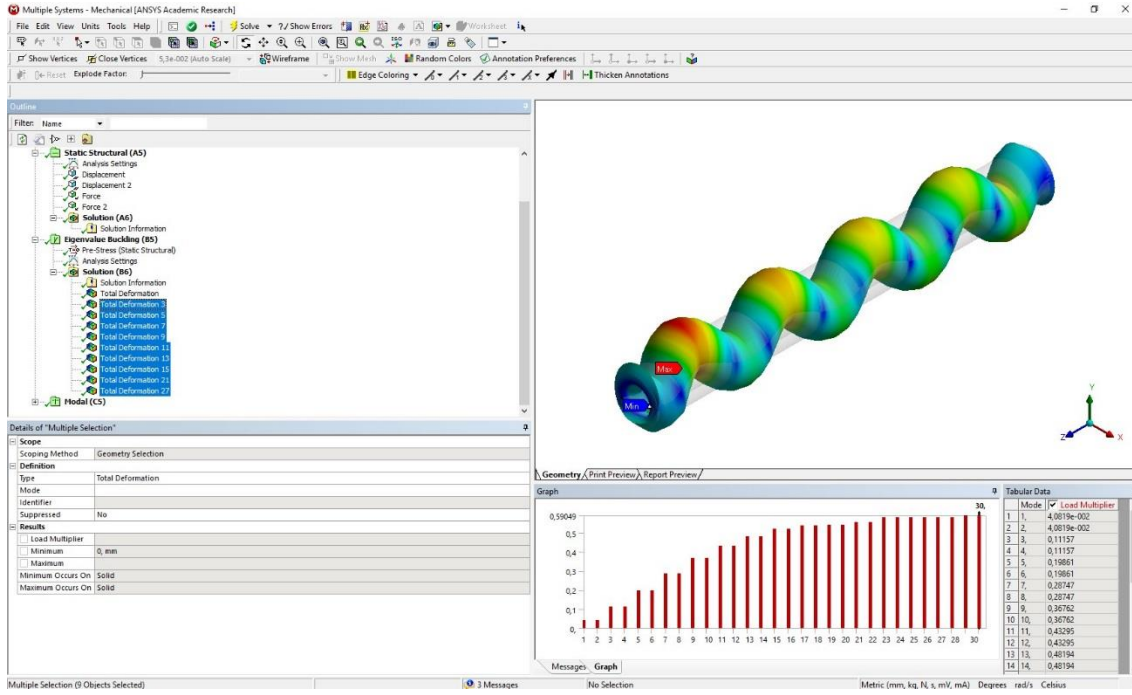 Multiple Systems - Mechanical [ANSYS Academic Research]
File Edit View Units Tools Help Solve ?/ Show Errors Worksheet
Show Vertices Close Vertices 5,3e-002 (Auto Scale) Wireframe Show Mesh Random Colors Annotation Preferences
Reset Explode Factor: Edge Coloring Thicken Annotations
Outline
Filter: Name
Static Structural (A5)
Analysis Settings
Displacement
Displacement 2
Force
Force 2
Solution (A6)
Solution Information
Eigenvalue Buckling (B5)
Pre-Stress (Static Structural)
Analysis Settings
Solution (B6)
Solution Information
Total Deformation
Total Deformation 3
Total Deformation 5
Total Deformation 7
Total Deformation 9
Total Deformation 11
Total Deformation 13
Total Deformation 15
Total Deformation 21
Total Deformation 27
Modal (C5)
Details of "Multiple Selection"
Scope
Scoping Method Geometry Selection
Definition
Type Total Deformation
Mode
Identifier
Suppressed No
Results
Load Multiplier
Minimum 0, mm
Maximum
Minimum Occurs On Solid
Maximum Occurs On Solid
Max
Min
Y
Z X
Geometry Print Preview Report Preview
Graph
30,
0,59049
0,5
0,4
0,3
0,2
0,1
0,
1 2 3 4 5 6 7 8 9 10 11 12 13 14 15 16 17 18 19 20 21 22 23 24 25 26 27 28 30
Messages Graph
Tabular Data
Mode Load Multiplier
1 1, 4,0819e-002
2 2, 4,0819e-002
3 3, 0,11157
4 4, 0,11157
5 5, 0,19861
6 6, 0,19861
7 7, 0,28747
8 8, 0,28747
9 9, 0,36762
10 10, 0,36762
11 11, 0,43295
12 12, 0,43295
13 13, 0,48194
14 14, 0,48194
Multiple Selection (9 Objects Selected) 3 Messages No Selection Metric (mm, kg, N, s, mV, mA) Degrees rad/s Celsius